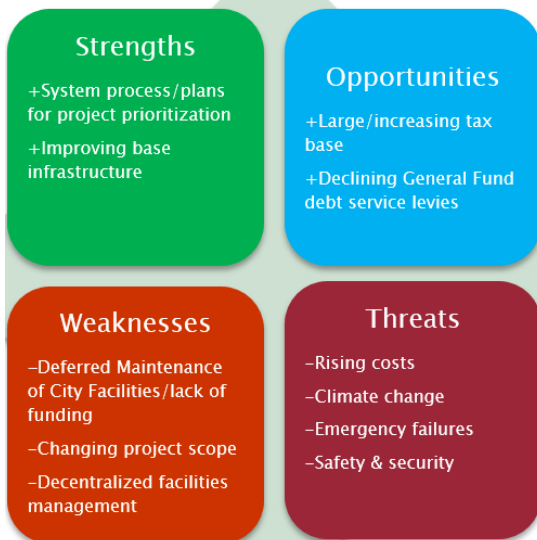 Strengths
+System process/plans
for project prioritization
+Improving base
infrastructure
Opportunities
+Large/increasing tax
base
+Declining General Fund
debt service levies
Weaknesses
-Deferred Maintenance
of City Facilities/lack of
funding
-Changing project scope
-Decentralized facilities
management
Threats
-Rising costs
-Climate change
-Emergency failures
-Safety & security